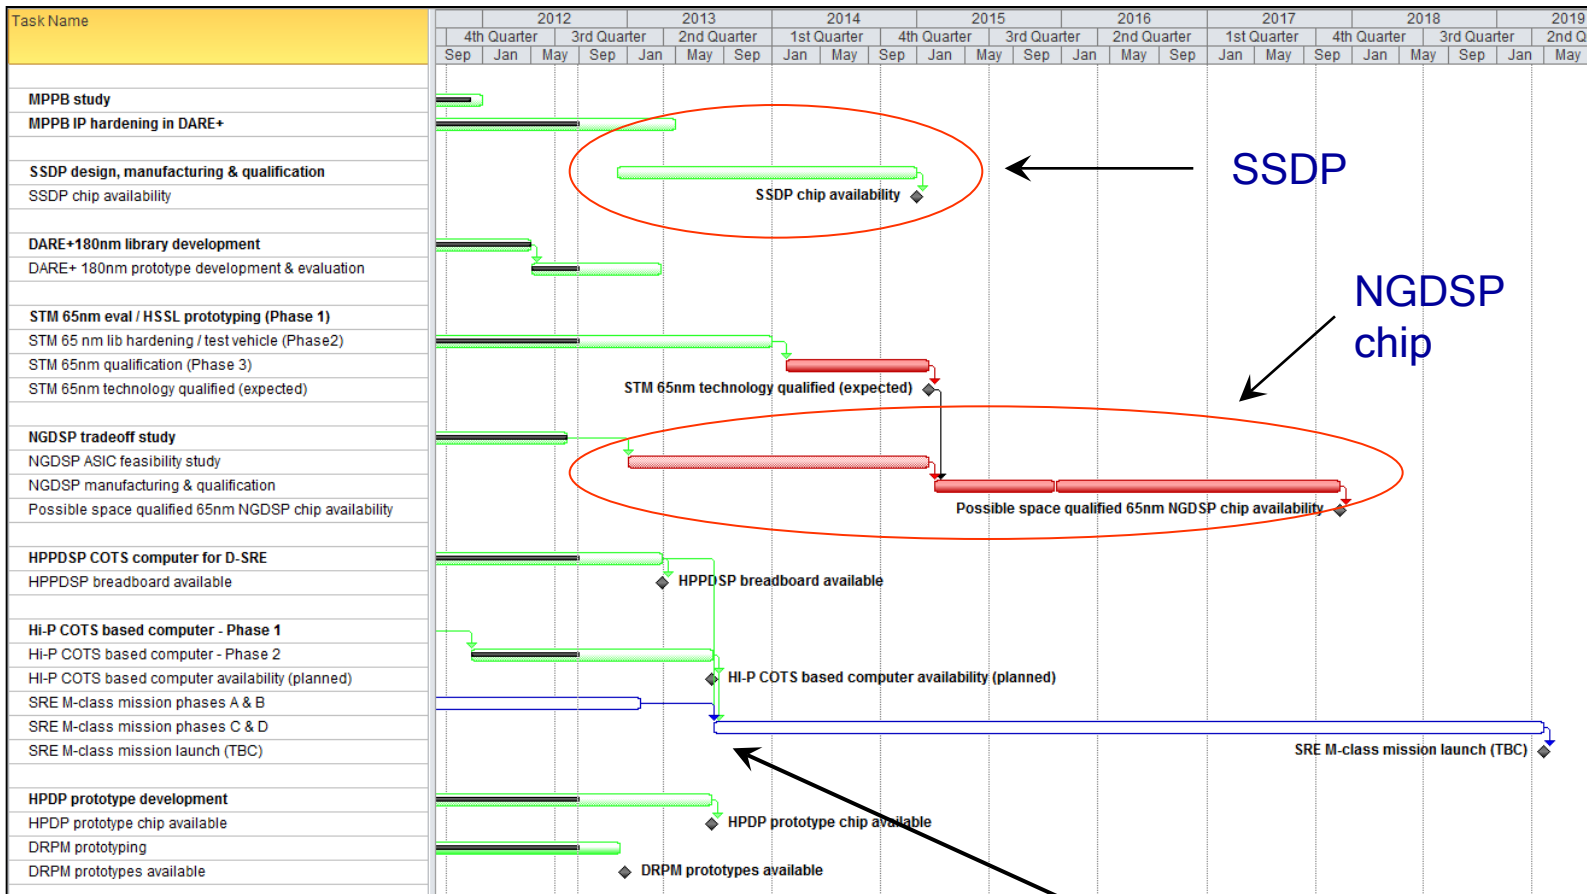 Task Name
2012 2013 2014 2015 2016 2017 2018 2019
4th Quarter 3rd Quarter 2nd Quarter 1st Quarter 4th Quarter 3rd Quarter 2nd Quarter 1st Quarter 4th Quarter 3rd Quarter 2nd Q
Sep Jan May Sep Jan May Sep Jan May Sep Jan May Sep Jan May Sep Jan May Sep Jan May Sep Jan May
MPPB study
MPPB IP hardening in DARE+
SSDP design, manufacturing & qualification
SSDP
SSDP chip availability
SSDP chip availability
DARE+180nm library development
DARE+ 180nm prototype development & evaluation
NGDSP
chip
STM 65nm eval / HSSL prototyping (Phase 1)
STM 65 nm lib hardening / test vehicle (Phase2)
STM 65nm qualification (Phase 3)
STM 65nm technology qualified (expected)
STM 65nm technology qualified (expected)
NGDSP tradeoff study
NGDSP ASIC feasibility study
NGDSP manufacturing & qualification
Possible space qualified 65nm NGDSP chip availability
Possible space qualified 65nm NGDSP chip availability
HPPDSP COTS computer for D-SRE
HPPDSP breadboard available
HPPDSP breadboard available
Hi-P COTS based computer - Phase 1
Hi-P COTS based computer - Phase 2
HI-P COTS based computer availability (planned)
HI-P COTS based computer availability (planned)
SRE M-class mission phases A & B
SRE M-class mission phases C & D
SRE M-class mission launch (TBC)
SRE M-class mission launch (TBC)
HPDP prototype development
HPDP prototype chip available
HPDP prototype chip available
DRPM prototyping
DRPM prototypes available
DRPM prototypes available